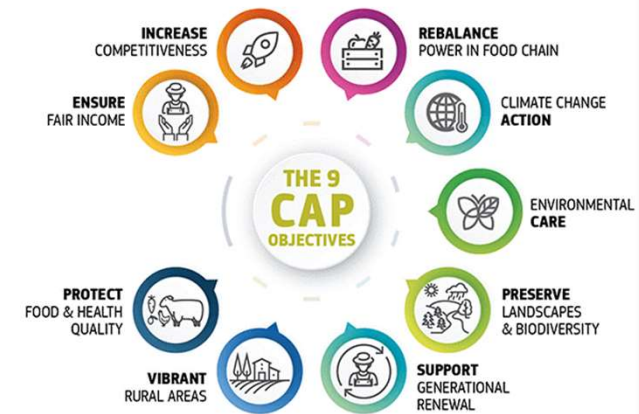 THE 9
CAP
OBJECTIVES
ENSURE
FAIR INCOME
INCREASE
COMPETITIVENESS
REBALANCE
POWER IN FOOD CHAIN
CLIMATE CHANGE
ACTION
ENVIRONMENTAL
CARE
PRESERVE
LANDSCAPES
& BIODIVERSITY
SUPPORT
GENERATIONAL
RENEWAL
VIBRANT
RURAL AREAS
PROTECT
FOOD & HEALTH
QUALITY